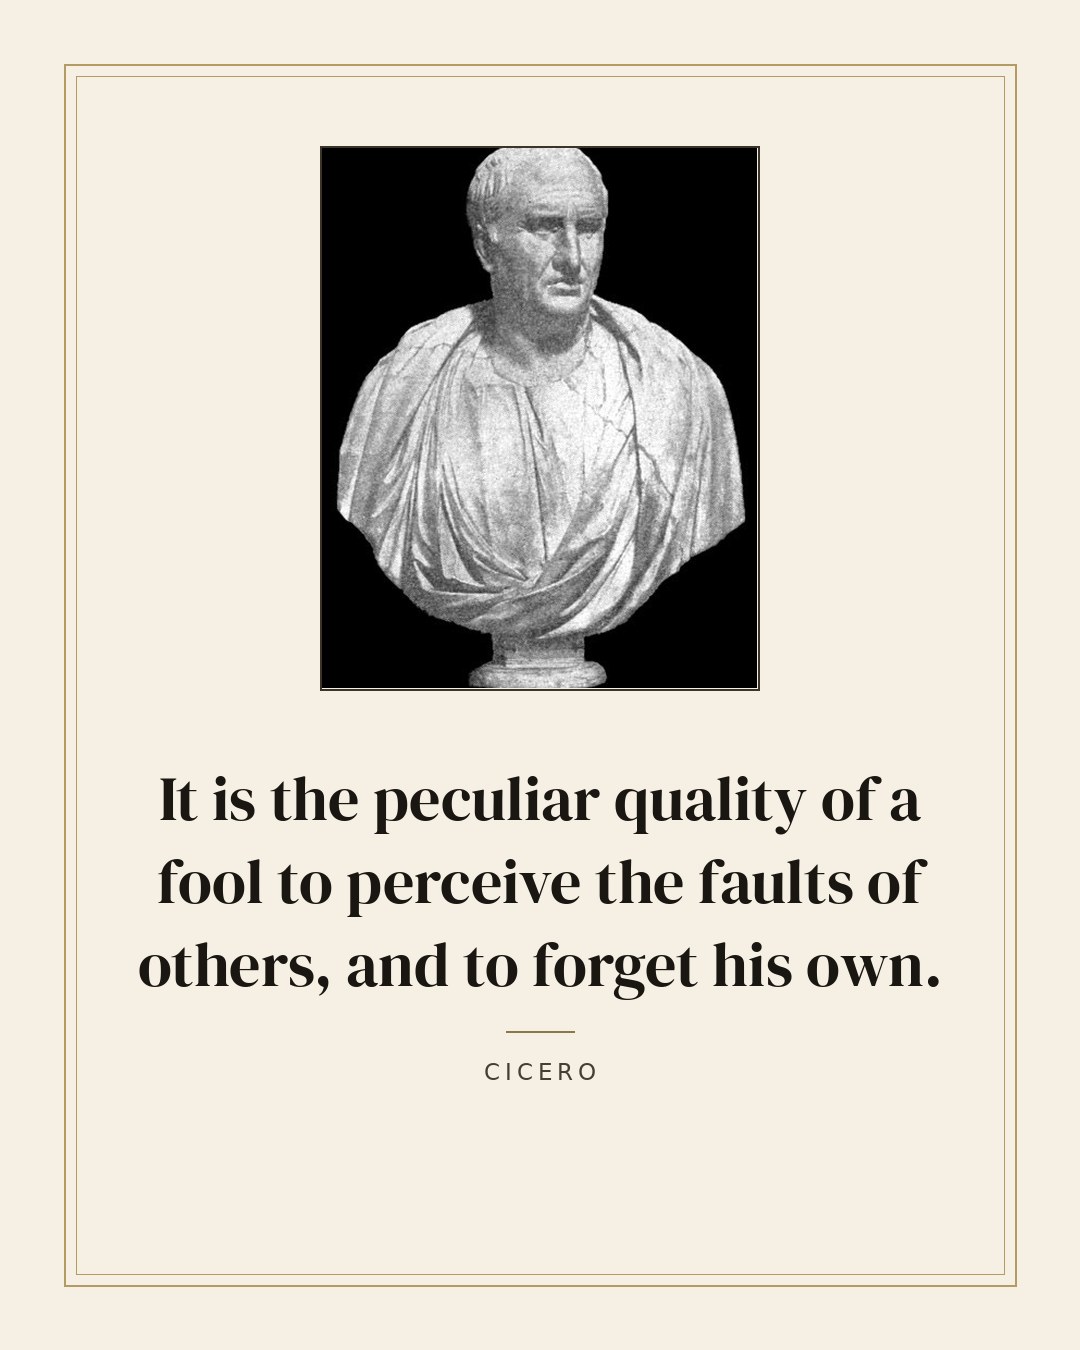 It is the peculiar quality of a
fool to perceive the faults of
others, and to forget his own.
CICERO